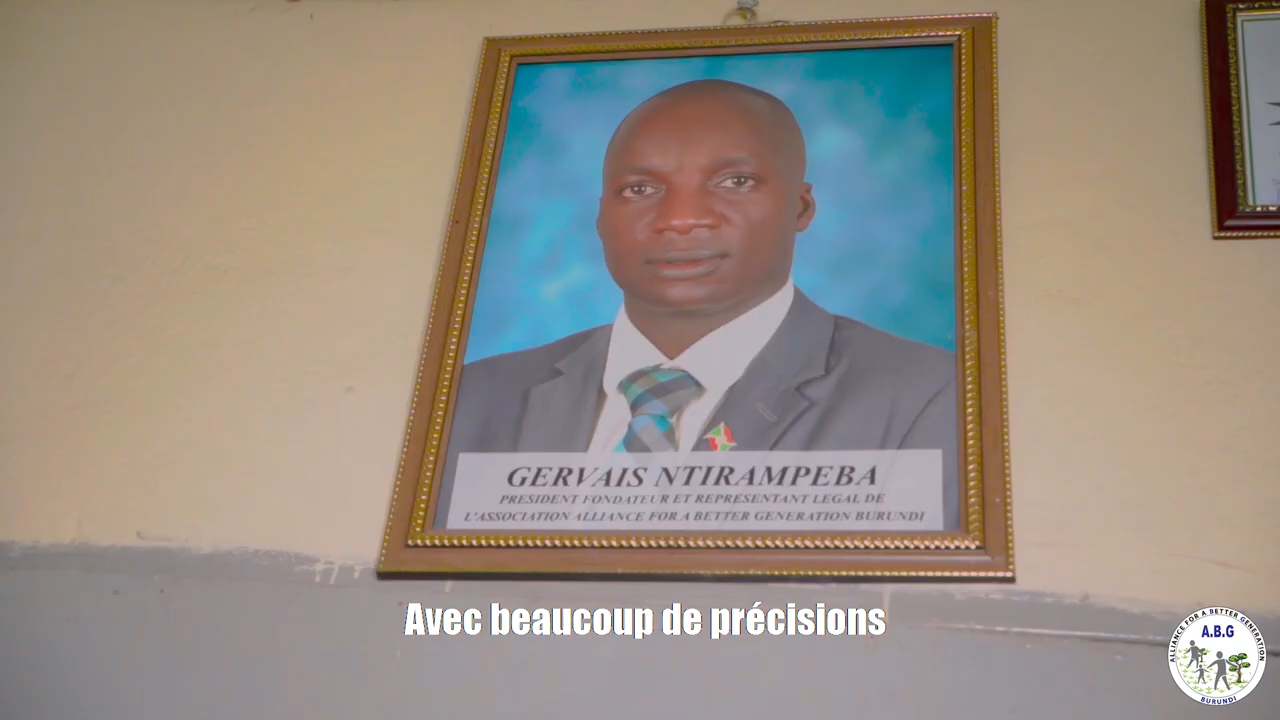 GERVAIS NTIRAMPEBA
PRESIDENT FONDATEUR ET REPRESENTANT LEGAL DE
L'ASSOCIATION ALLIANCE FOR A BETTER GENERATION BURUNDI
Avec beaucoup de précisions
ALLIANCE FOR A BETTER GENERATION
A.B.G
BURUNDI